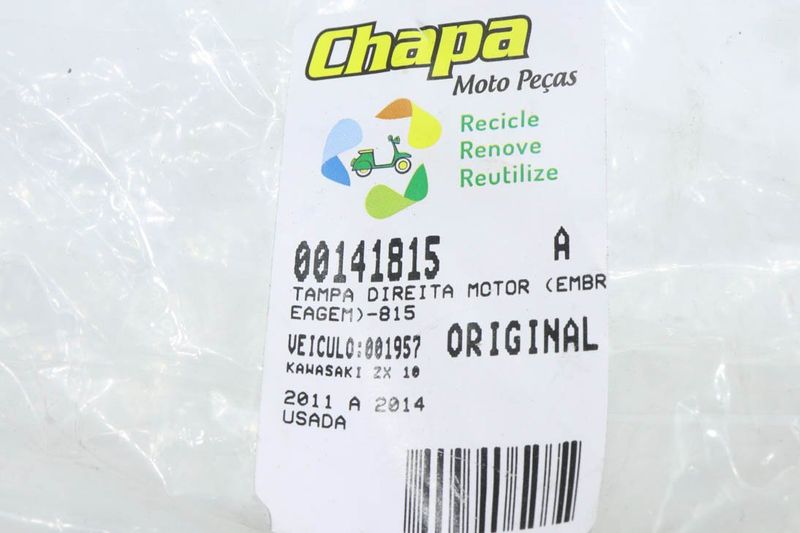 Chapa
Moto Peças
Recicle
Renove
Reutilize
00141815 A
TAMPA DIREITA MOTOR (EMBR
EAGEM)-815
VEICULO:001957 ORIGINAL
KAWASAKI ZX 10
2011 A 2014
USADA